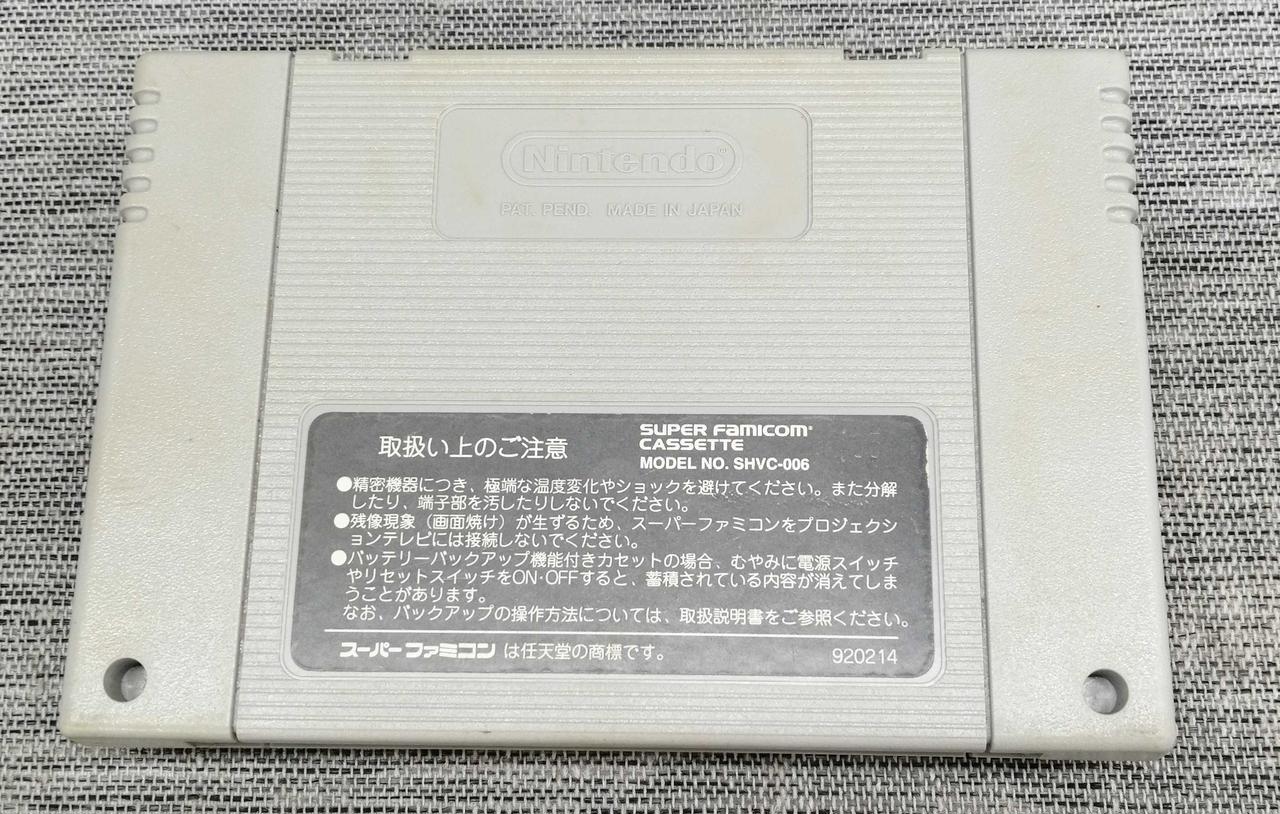 Nintendo®
PAT. PEND. MADE IN JAPAN
取扱い上のご注意
SUPER FAMICOM®
CASSETTE
MODEL NO. SHVC-006
●精密機器につき、極端な温度変化やショックを避けてください。また分解
したり、端子部を汚したりしないでください。
●残像現象（画面焼け）が生ずるため、スーパーファミコンをプロジェクシ
ョンテレビには接続しないでください。
●バッテリーバックアップ機能付きカセットの場合、むやみに電源スイッチ
やリセットスイッチをON·OFFすると、蓄積されている内容が消えてしま
うことがあります。
なお、バックアップの操作方法については、取扱説明書をご参照ください。
スーパーファミコン は任天堂の商標です。
920214